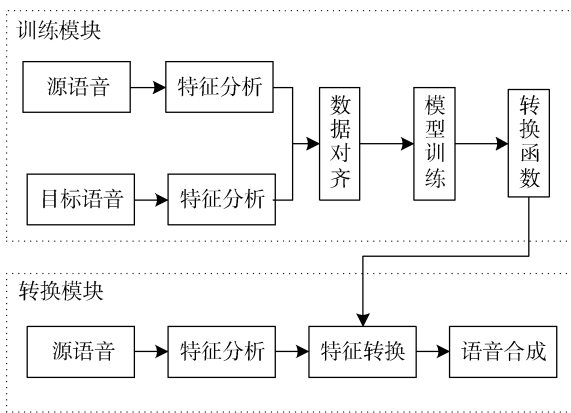 训练模块
源语音
特征分析
目标语音
特征分析
数据对齐
模型训练
转换函数
转换模块
源语音
特征分析
特征转换
语音合成